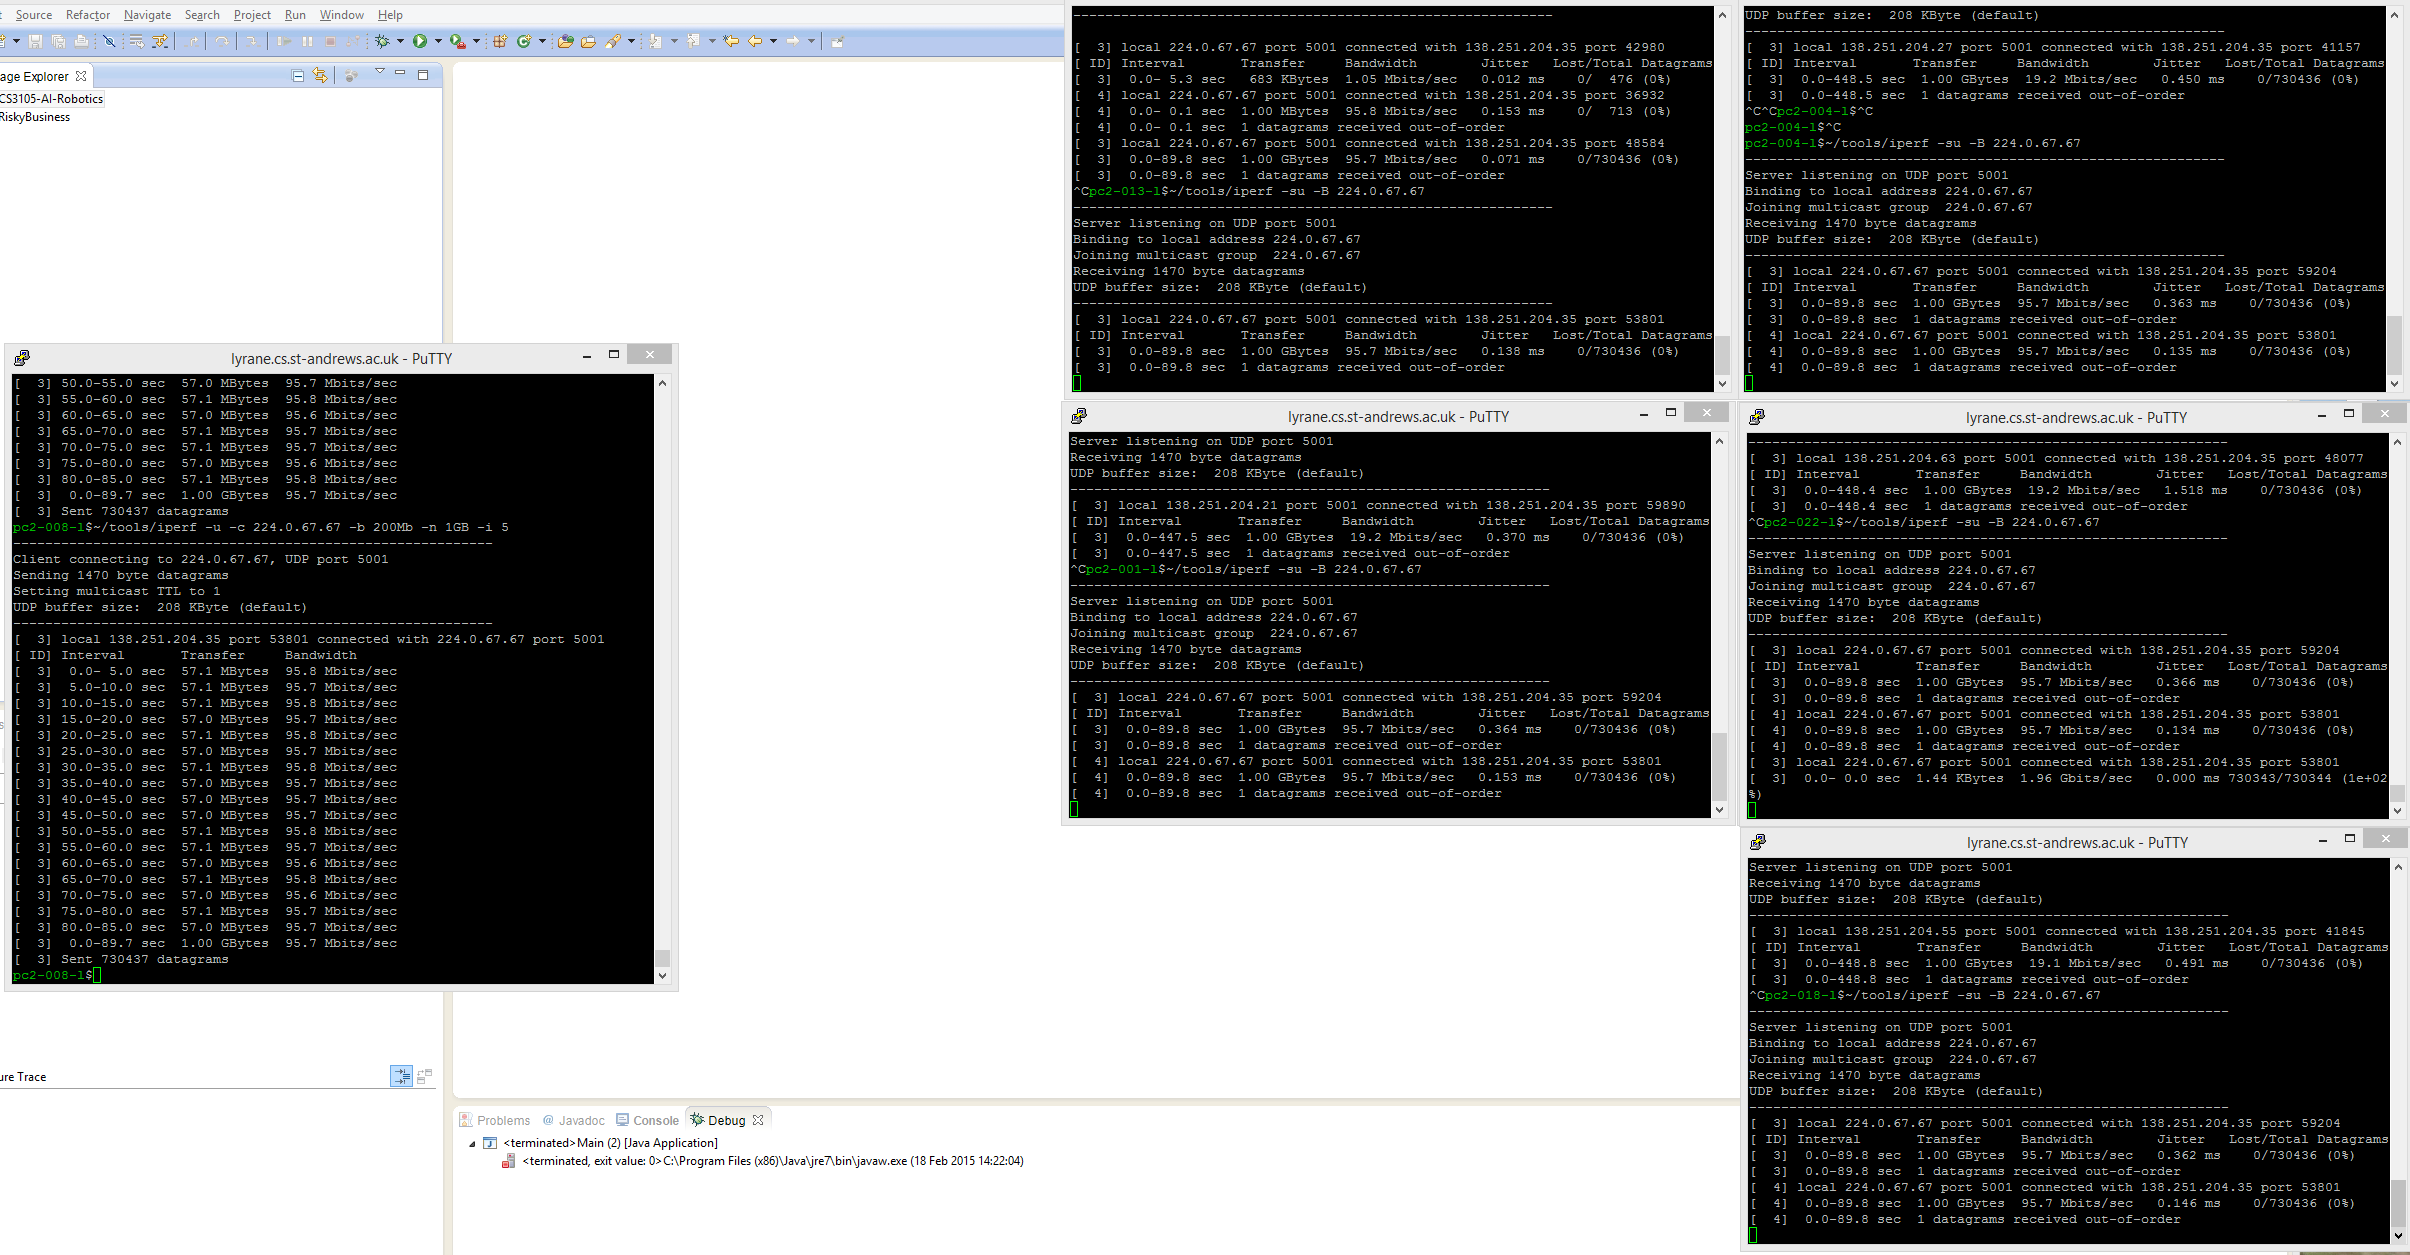 Source Refactor Navigate Search Project Run Window Help
age Explorer
CS3105-AI-Robotics
RiskyBusiness
ure Trace
Problems @ Javadoc Console Debug
<terminated>Main (2) [Java Application]
<terminated, exit value: 0>C:\Program Files (x86)\Java\jre7\bin\javaw.exe (18 Feb 2015 14:22:04)
lyrane.cs.st-andrews.ac.uk - PuTTY
[  3] 50.0-55.0 sec  57.0 MBytes  95.7 Mbits/sec
[  3] 55.0-60.0 sec  57.1 MBytes  95.8 Mbits/sec
[  3] 60.0-65.0 sec  57.0 MBytes  95.6 Mbits/sec
[  3] 65.0-70.0 sec  57.1 MBytes  95.7 Mbits/sec
[  3] 70.0-75.0 sec  57.1 MBytes  95.7 Mbits/sec
[  3] 75.0-80.0 sec  57.0 MBytes  95.6 Mbits/sec
[  3] 80.0-85.0 sec  57.1 MBytes  95.8 Mbits/sec
[  3]  0.0-89.7 sec  1.00 GBytes  95.7 Mbits/sec
[  3] Sent 730437 datagrams
pc2-008-l$~/tools/iperf -u -c 224.0.67.67 -b 200Mb -n 1GB -i 5
------------------------------------------------------------
Client connecting to 224.0.67.67, UDP port 5001
Sending 1470 byte datagrams
Setting multicast TTL to 1
UDP buffer size:  208 KByte (default)
------------------------------------------------------------
[  3] local 138.251.204.35 port 53801 connected with 224.0.67.67 port 5001
[ ID] Interval       Transfer     Bandwidth
[  3]  0.0- 5.0 sec  57.1 MBytes  95.8 Mbits/sec
[  3]  5.0-10.0 sec  57.1 MBytes  95.7 Mbits/sec
[  3] 10.0-15.0 sec  57.1 MBytes  95.8 Mbits/sec
[  3] 15.0-20.0 sec  57.0 MBytes  95.7 Mbits/sec
[  3] 20.0-25.0 sec  57.1 MBytes  95.8 Mbits/sec
[  3] 25.0-30.0 sec  57.0 MBytes  95.7 Mbits/sec
[  3] 30.0-35.0 sec  57.1 MBytes  95.8 Mbits/sec
[  3] 35.0-40.0 sec  57.0 MBytes  95.7 Mbits/sec
[  3] 40.0-45.0 sec  57.0 MBytes  95.7 Mbits/sec
[  3] 45.0-50.0 sec  57.0 MBytes  95.7 Mbits/sec
[  3] 50.0-55.0 sec  57.1 MBytes  95.8 Mbits/sec
[  3] 55.0-60.0 sec  57.1 MBytes  95.7 Mbits/sec
[  3] 60.0-65.0 sec  57.0 MBytes  95.6 Mbits/sec
[  3] 65.0-70.0 sec  57.1 MBytes  95.8 Mbits/sec
[  3] 70.0-75.0 sec  57.0 MBytes  95.6 Mbits/sec
[  3] 75.0-80.0 sec  57.1 MBytes  95.7 Mbits/sec
[  3] 80.0-85.0 sec  57.0 MBytes  95.7 Mbits/sec
[  3]  0.0-89.7 sec  1.00 GBytes  95.7 Mbits/sec
[  3] Sent 730437 datagrams
pc2-008-l$
------------------------------------------------------------
[  3] local 224.0.67.67 port 5001 connected with 138.251.204.35 port 42980
[ ID] Interval       Transfer     Bandwidth        Jitter   Lost/Total Datagrams
[  3]  0.0- 5.3 sec   683 KBytes  1.05 Mbits/sec   0.012 ms    0/  476 (0%)
[  4] local 224.0.67.67 port 5001 connected with 138.251.204.35 port 36932
[  4]  0.0- 0.1 sec  1.00 MBytes  95.8 Mbits/sec   0.153 ms    0/  713 (0%)
[  4]  0.0- 0.1 sec  1 datagrams received out-of-order
[  3] local 224.0.67.67 port 5001 connected with 138.251.204.35 port 48584
[  3]  0.0-89.8 sec  1.00 GBytes  95.7 Mbits/sec   0.071 ms    0/730436 (0%)
[  3]  0.0-89.8 sec  1 datagrams received out-of-order
^Cpc2-013-l$~/tools/iperf -su -B 224.0.67.67
------------------------------------------------------------
Server listening on UDP port 5001
Binding to local address 224.0.67.67
Joining multicast group  224.0.67.67
Receiving 1470 byte datagrams
UDP buffer size:  208 KByte (default)
------------------------------------------------------------
[  3] local 224.0.67.67 port 5001 connected with 138.251.204.35 port 53801
[ ID] Interval       Transfer     Bandwidth        Jitter   Lost/Total Datagrams
[  3]  0.0-89.8 sec  1.00 GBytes  95.7 Mbits/sec   0.138 ms    0/730436 (0%)
[  3]  0.0-89.8 sec  1 datagrams received out-of-order
UDP buffer size:  208 KByte (default)
------------------------------------------------------------
[  3] local 138.251.204.27 port 5001 connected with 138.251.204.35 port 41157
[ ID] Interval       Transfer     Bandwidth        Jitter   Lost/Total Datagrams
[  3]  0.0-448.5 sec  1.00 GBytes  19.2 Mbits/sec   0.450 ms    0/730436 (0%)
[  3]  0.0-448.5 sec  1 datagrams received out-of-order
^C^Cpc2-004-l$^C
pc2-004-l$^C
pc2-004-l$~/tools/iperf -su -B 224.0.67.67
------------------------------------------------------------
Server listening on UDP port 5001
Binding to local address 224.0.67.67
Joining multicast group  224.0.67.67
Receiving 1470 byte datagrams
UDP buffer size:  208 KByte (default)
------------------------------------------------------------
[  3] local 224.0.67.67 port 5001 connected with 138.251.204.35 port 59204
[ ID] Interval       Transfer     Bandwidth        Jitter   Lost/Total Datagrams
[  3]  0.0-89.8 sec  1.00 GBytes  95.7 Mbits/sec   0.363 ms    0/730436 (0%)
[  3]  0.0-89.8 sec  1 datagrams received out-of-order
[  4] local 224.0.67.67 port 5001 connected with 138.251.204.35 port 53801
[  4]  0.0-89.8 sec  1.00 GBytes  95.7 Mbits/sec   0.135 ms    0/730436 (0%)
[  4]  0.0-89.8 sec  1 datagrams received out-of-order
lyrane.cs.st-andrews.ac.uk - PuTTY
Server listening on UDP port 5001
Receiving 1470 byte datagrams
UDP buffer size:  208 KByte (default)
------------------------------------------------------------
[  3] local 138.251.204.21 port 5001 connected with 138.251.204.35 port 59890
[ ID] Interval       Transfer     Bandwidth        Jitter   Lost/Total Datagrams
[  3]  0.0-447.5 sec  1.00 GBytes  19.2 Mbits/sec   0.370 ms    0/730436 (0%)
[  3]  0.0-447.5 sec  1 datagrams received out-of-order
^Cpc2-001-l$~/tools/iperf -su -B 224.0.67.67
------------------------------------------------------------
Server listening on UDP port 5001
Binding to local address 224.0.67.67
Joining multicast group  224.0.67.67
Receiving 1470 byte datagrams
UDP buffer size:  208 KByte (default)
------------------------------------------------------------
[  3] local 224.0.67.67 port 5001 connected with 138.251.204.35 port 59204
[ ID] Interval       Transfer     Bandwidth        Jitter   Lost/Total Datagrams
[  3]  0.0-89.8 sec  1.00 GBytes  95.7 Mbits/sec   0.364 ms    0/730436 (0%)
[  3]  0.0-89.8 sec  1 datagrams received out-of-order
[  4] local 224.0.67.67 port 5001 connected with 138.251.204.35 port 53801
[  4]  0.0-89.8 sec  1.00 GBytes  95.7 Mbits/sec   0.153 ms    0/730436 (0%)
[  4]  0.0-89.8 sec  1 datagrams received out-of-order
lyrane.cs.st-andrews.ac.uk - PuTTY
------------------------------------------------------------
[  3] local 138.251.204.63 port 5001 connected with 138.251.204.35 port 48077
[ ID] Interval       Transfer     Bandwidth        Jitter   Lost/Total Datagrams
[  3]  0.0-448.4 sec  1.00 GBytes  19.2 Mbits/sec   1.518 ms    0/730436 (0%)
[  3]  0.0-448.4 sec  1 datagrams received out-of-order
^Cpc2-022-l$~/tools/iperf -su -B 224.0.67.67
------------------------------------------------------------
Server listening on UDP port 5001
Binding to local address 224.0.67.67
Joining multicast group  224.0.67.67
Receiving 1470 byte datagrams
UDP buffer size:  208 KByte (default)
------------------------------------------------------------
[  3] local 224.0.67.67 port 5001 connected with 138.251.204.35 port 59204
[ ID] Interval       Transfer     Bandwidth        Jitter   Lost/Total Datagrams
[  3]  0.0-89.8 sec  1.00 GBytes  95.7 Mbits/sec   0.366 ms    0/730436 (0%)
[  3]  0.0-89.8 sec  1 datagrams received out-of-order
[  4] local 224.0.67.67 port 5001 connected with 138.251.204.35 port 53801
[  4]  0.0-89.8 sec  1.00 GBytes  95.7 Mbits/sec   0.134 ms    0/730436 (0%)
[  4]  0.0-89.8 sec  1 datagrams received out-of-order
[  3] local 224.0.67.67 port 5001 connected with 138.251.204.35 port 53801
[  3]  0.0- 0.0 sec  1.44 KBytes  1.96 Gbits/sec   0.000 ms 730343/730344 (1e+02
%)
lyrane.cs.st-andrews.ac.uk - PuTTY
Server listening on UDP port 5001
Receiving 1470 byte datagrams
UDP buffer size:  208 KByte (default)
------------------------------------------------------------
[  3] local 138.251.204.55 port 5001 connected with 138.251.204.35 port 41845
[ ID] Interval       Transfer     Bandwidth        Jitter   Lost/Total Datagrams
[  3]  0.0-448.8 sec  1.00 GBytes  19.1 Mbits/sec   0.491 ms    0/730436 (0%)
[  3]  0.0-448.8 sec  1 datagrams received out-of-order
^Cpc2-018-l$~/tools/iperf -su -B 224.0.67.67
------------------------------------------------------------
Server listening on UDP port 5001
Binding to local address 224.0.67.67
Joining multicast group  224.0.67.67
Receiving 1470 byte datagrams
UDP buffer size:  208 KByte (default)
------------------------------------------------------------
[  3] local 224.0.67.67 port 5001 connected with 138.251.204.35 port 59204
[ ID] Interval       Transfer     Bandwidth        Jitter   Lost/Total Datagrams
[  3]  0.0-89.8 sec  1.00 GBytes  95.7 Mbits/sec   0.362 ms    0/730436 (0%)
[  3]  0.0-89.8 sec  1 datagrams received out-of-order
[  4] local 224.0.67.67 port 5001 connected with 138.251.204.35 port 53801
[  4]  0.0-89.8 sec  1.00 GBytes  95.7 Mbits/sec   0.146 ms    0/730436 (0%)
[  4]  0.0-89.8 sec  1 datagrams received out-of-order